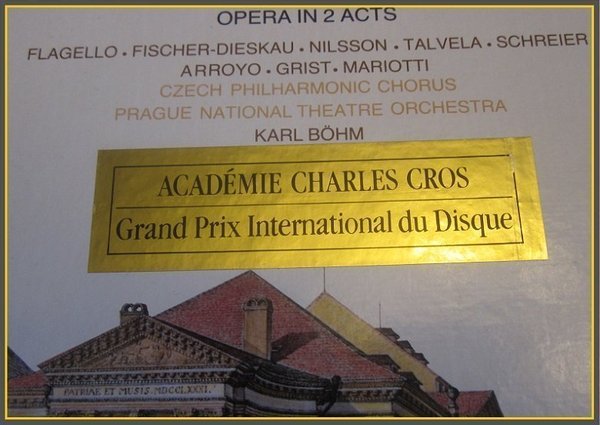 OPERA IN 2 ACTS
FLAGELLO • FISCHER-DIESKAU • NILSSON • TALVELA • SCHREIER
ARROYO • GRIST • MARIOTTI
CZECH PHILHARMONIC CHORUS
PRAGUE NATIONAL THEATRE ORCHESTRA
KARL BÖHM
ACADÉMIE CHARLES CROS
Grand Prix International du Disque
PATRIAE ET MUSIS. MDCCLXXXI.